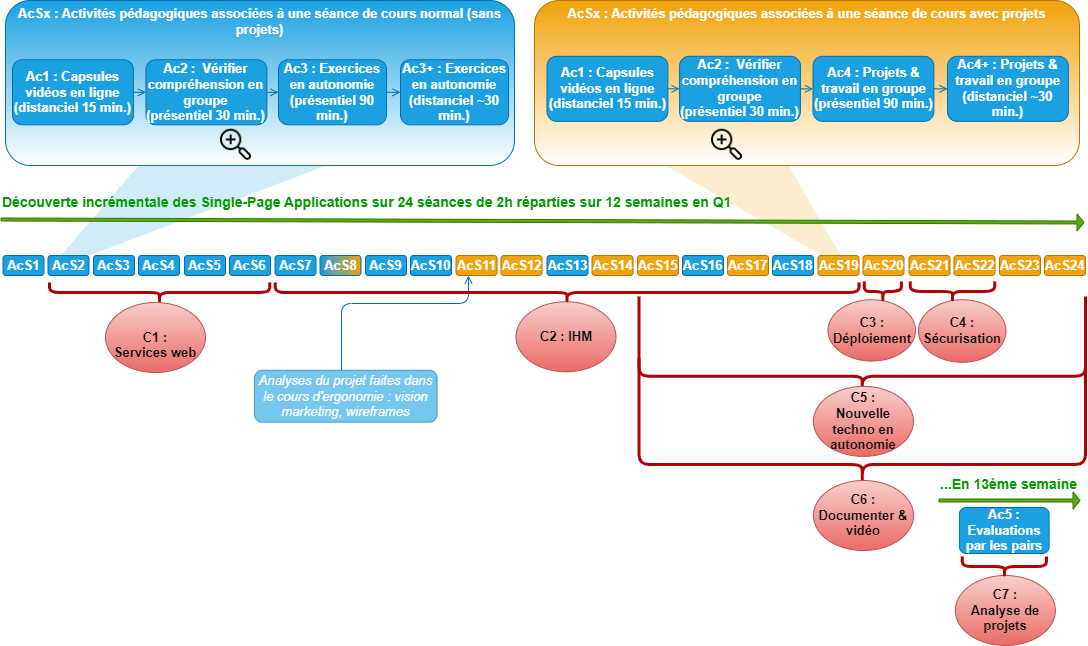 AcSx : Activités pédagogiques associées à une séance de cours normal (sans
projets)
Ac1 : Capsules
vidéos en ligne
(distanciel 15 min.)
Ac2 : Vérifier
compréhension en
groupe
(présentiel 30 min.)
Ac3 : Exercices
en autonomie
(présentiel 90
min.)
Ac3+ : Exercices
en autonomie
(distanciel ~30
min.)
AcSx : Activités pédagogiques associées à une séance de cours avec projets
Ac1 : Capsules
vidéos en ligne
(distanciel 15 min.)
Ac2 : Vérifier
compréhension en
groupe
(présentiel 30 min.)
Ac4 : Projets &
travail en groupe
(présentiel 90 min.)
Ac4+ : Projets &
travail en groupe
(distanciel ~30
min.)
Découverte incrémentale des Single-Page Applications sur 24 séances de 2h réparties sur 12 semaines en Q1
AcS1 AcS2 AcS3 AcS4 AcS5 AcS6 AcS7 AcS8 AcS9 AcS10 AcS11 AcS12 AcS13 AcS14 AcS15 AcS16 AcS17 AcS18 AcS19 AcS20 AcS21 AcS22 AcS23 AcS24
C1 :
Services web
C2 : IHM
C3 :
Déploiement
C4 :
Sécurisation
Analyses du projet faites dans
le cours d'ergonomie : vision
marketing, wireframes
C5 :
Nouvelle
techno en
autonomie
C6 :
Documenter &
vidéo
...En 13ème semaine
Ac5 :
Evaluations
par les pairs
C7 :
Analyse de
projets